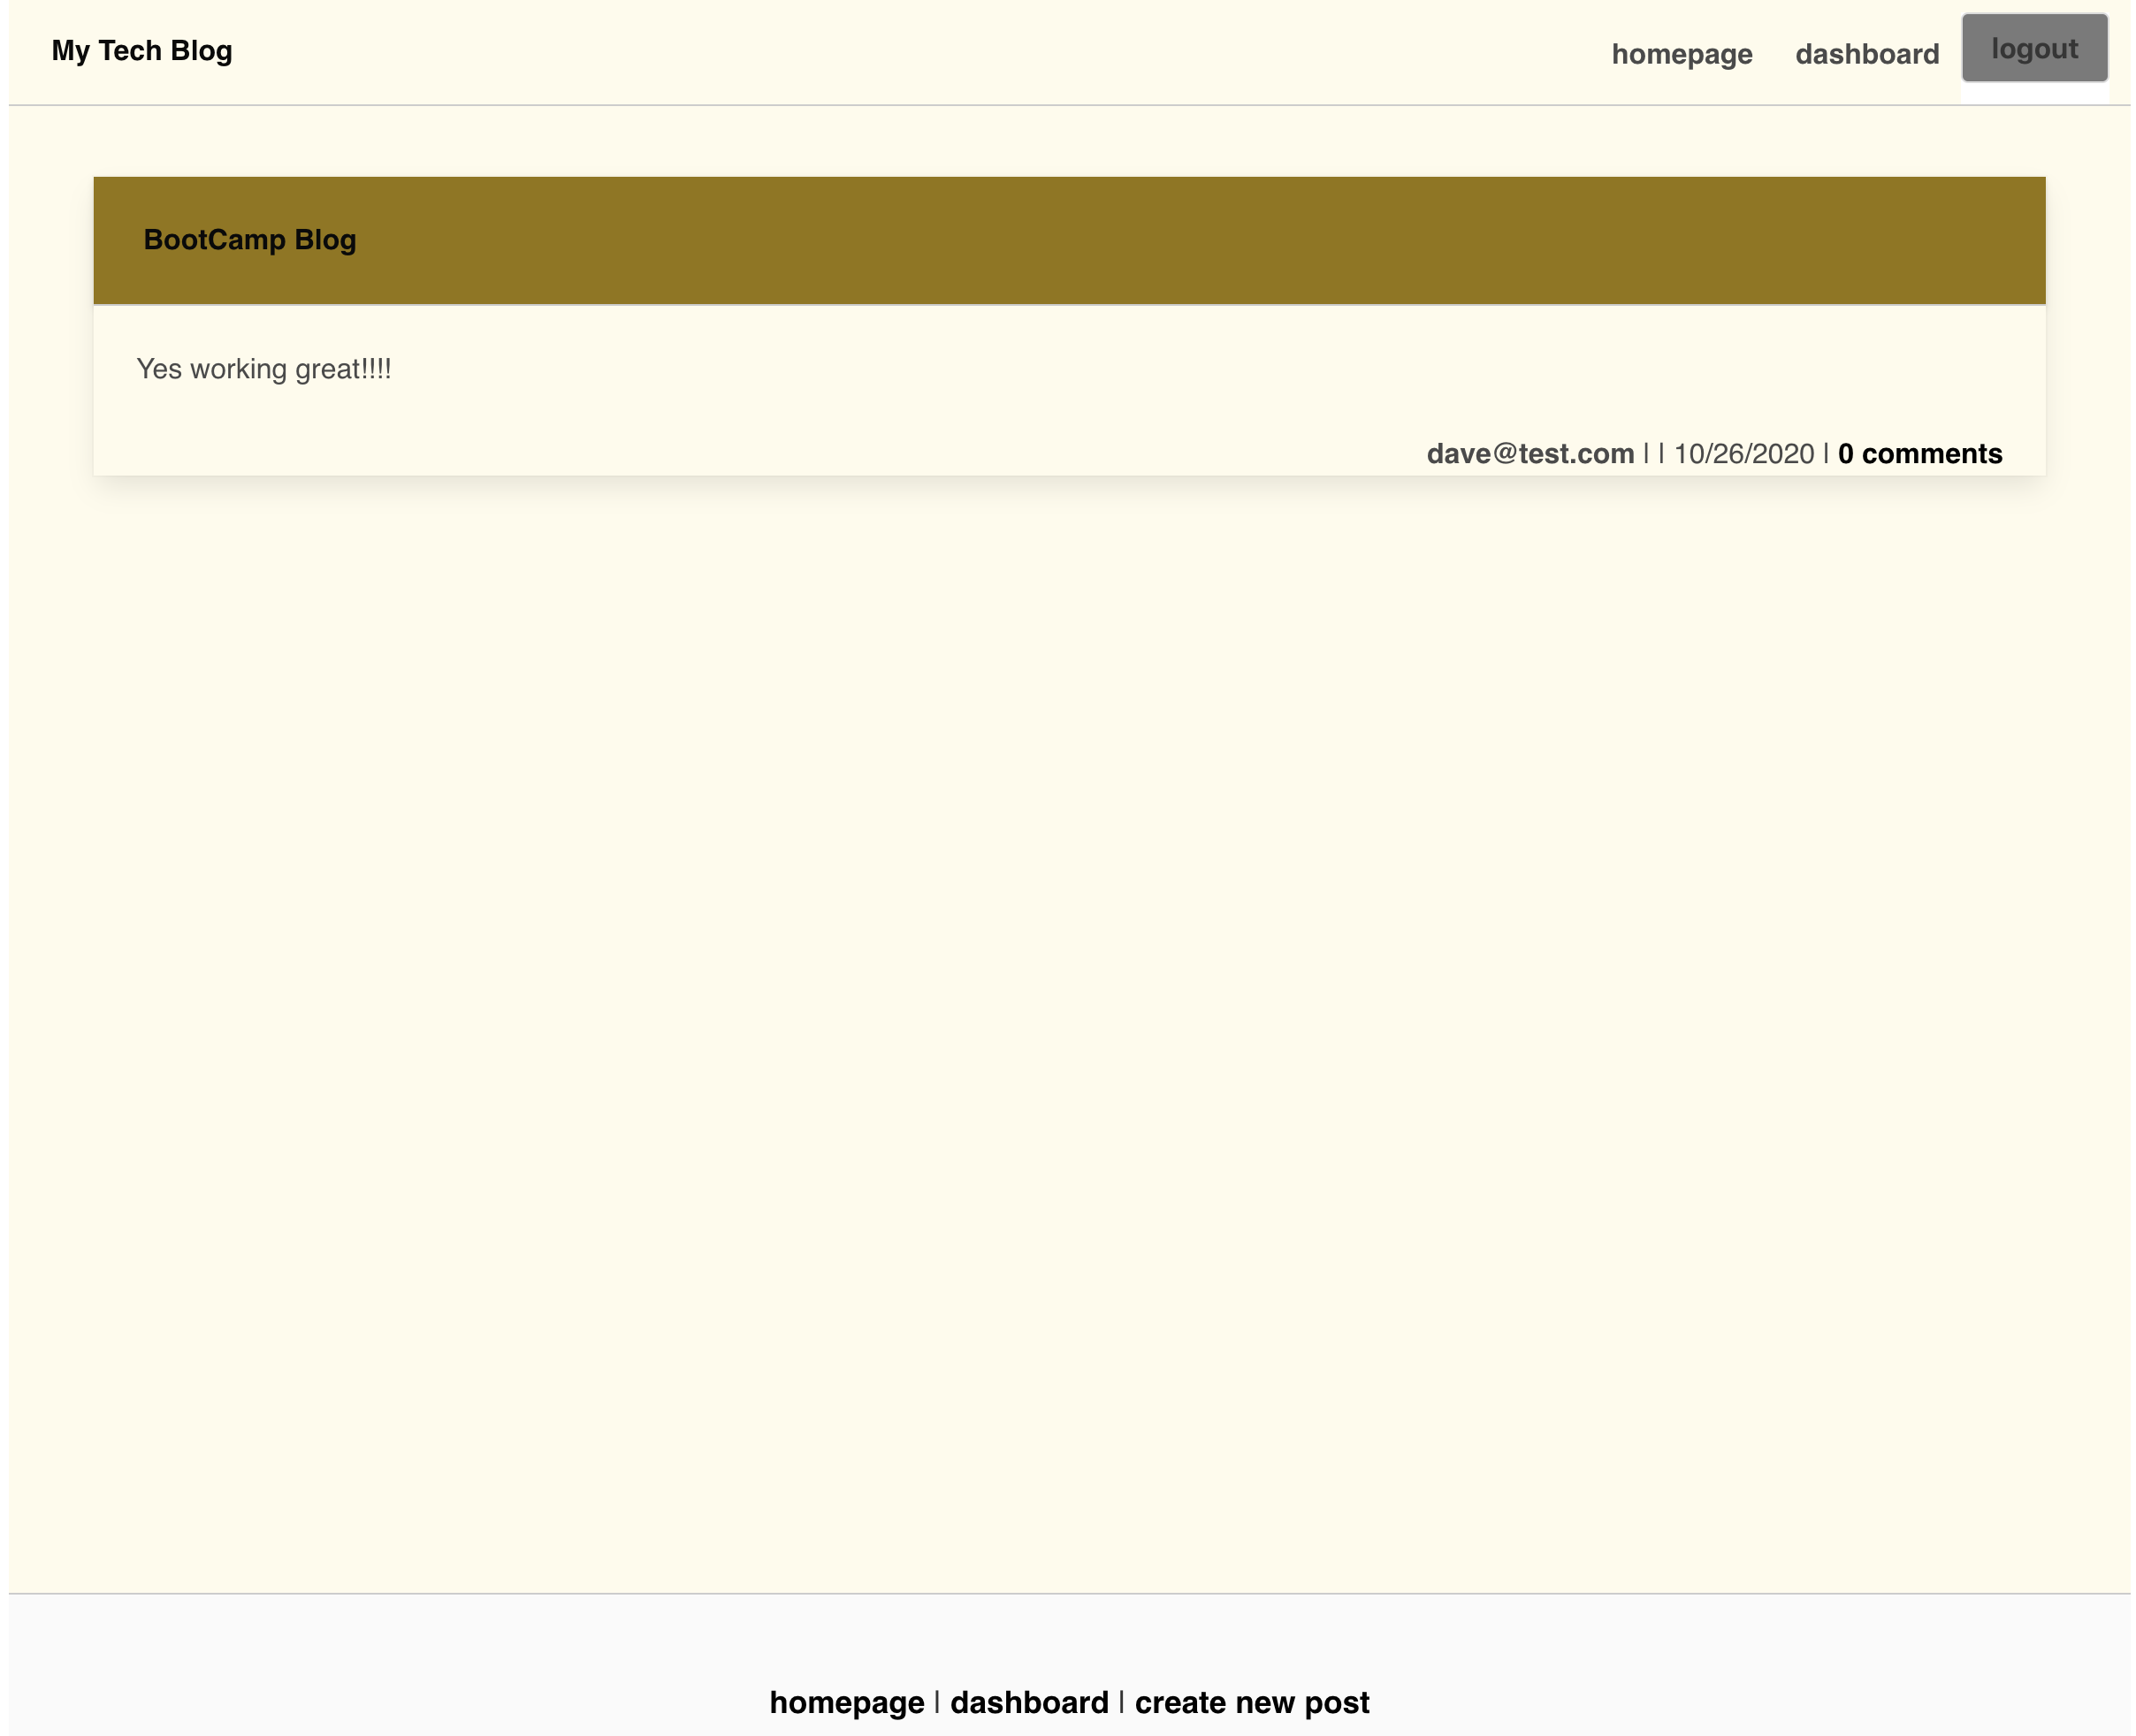 My Tech Blog homepage dashboard logout
BootCamp Blog
Yes working great!!!!
dave@test.com | | 10/26/2020 | 0 comments
homepage | dashboard | create new post